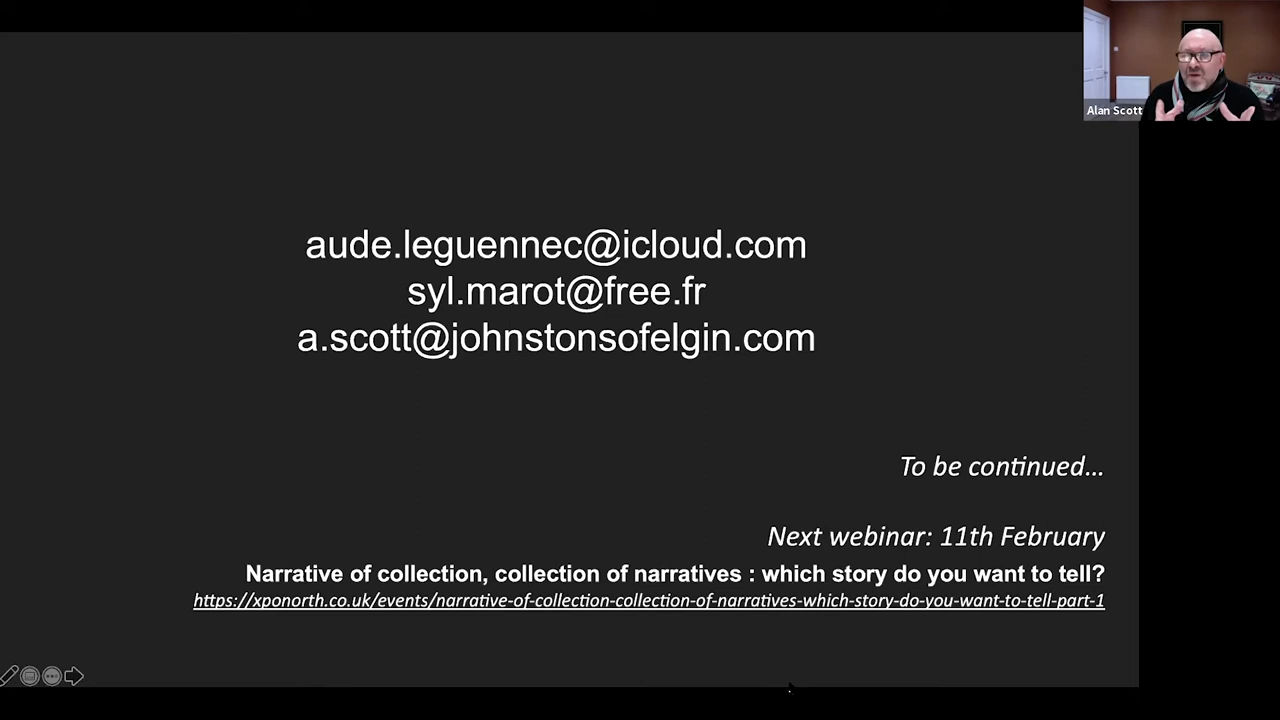 Alan Scott
aude.leguennec@icloud.com
syl.marot@free.fr
a.scott@johnstonsofelgin.com
To be continued...
Next webinar: 11th February
Narrative of collection, collection of narratives : which story do you want to tell?
https://xponorth.co.uk/events/narrative-of-collection-collection-of-narratives-which-story-do-you-want-to-tell-part-1